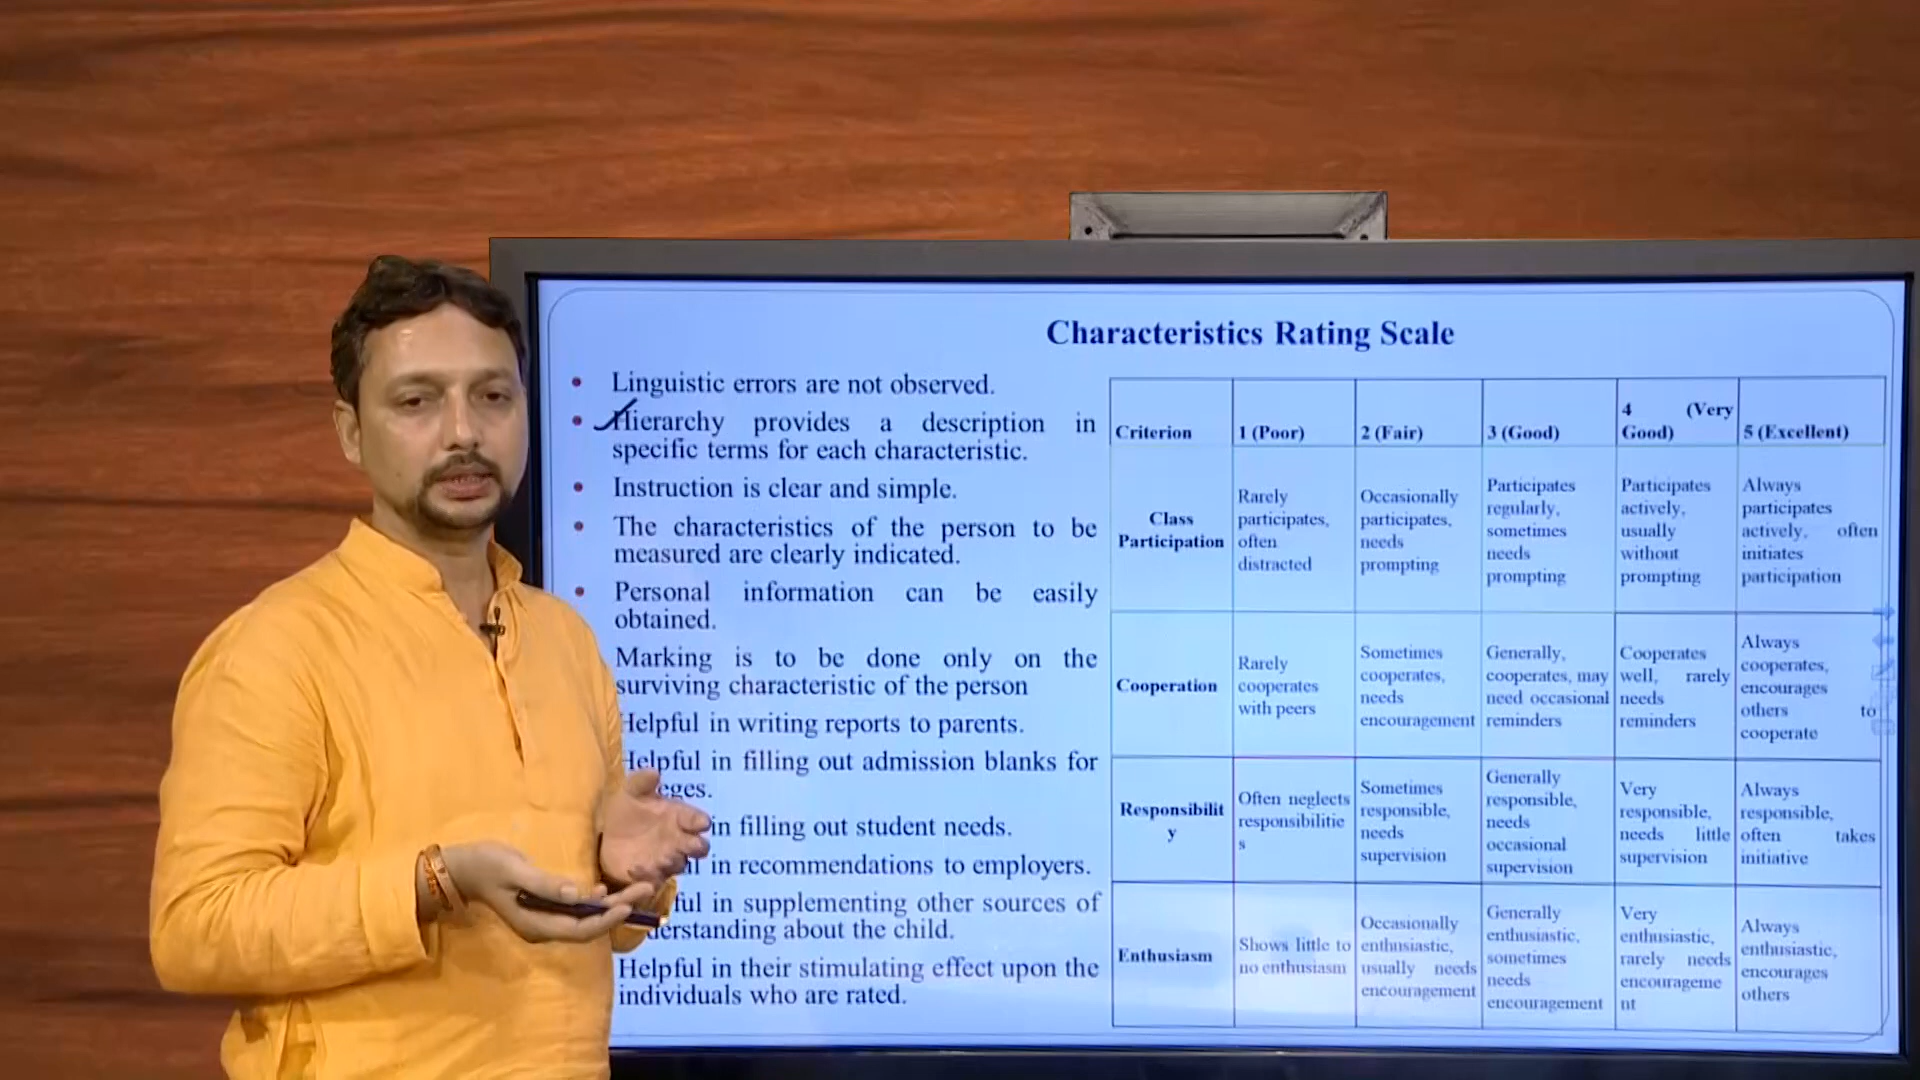 Characteristics Rating Scale
Linguistic errors are not observed.
Hierarchy provides a description in
specific terms for each characteristic.
Instruction is clear and simple.
The characteristics of the person to be
measured are clearly indicated.
Personal information can be easily
obtained.
Marking is to be done only on the
surviving characteristic of the person
Helpful in writing reports to parents.
Helpful in filling out admission blanks for
in filling out student needs.
in recommendations to employers.
in supplementing other sources of
about the child.
Helpful in their stimulating effect upon the
individuals who are rated.
Criterion
1 (Poor)
2 (Fair)
3 (Good)
4 (Very
Good)
5 (Excellent)
Class
Participation
Rarely
participates,
often
distracted
Occasionally
participates,
needs
prompting
Participates
regularly,
sometimes
needs
prompting
Participates
actively,
usually
without
prompting
Always
participates
actively, often
initiates
participation
Cooperation
Rarely
cooperates
with peers
Sometimes
cooperates,
needs
encouragement
Generally,
cooperates, may
need occasional
reminders
Cooperates
well, rarely
needs
reminders
Always
cooperates,
encourages
others to
cooperate
Responsibilit
y
Often neglects
responsibilitie
s
Sometimes
responsible,
needs
supervision
Generally
responsible,
needs
occasional
supervision
Very
responsible,
needs little
supervision
Always
responsible,
often takes
initiative
Enthusiasm
Shows little to
no enthusiasm
Occasionally
enthusiastic,
usually needs
encouragement
Generally
enthusiastic,
sometimes
needs
encouragement
Very
enthusiastic,
rarely needs
encourageme
nt
Always
enthusiastic,
encourages
others